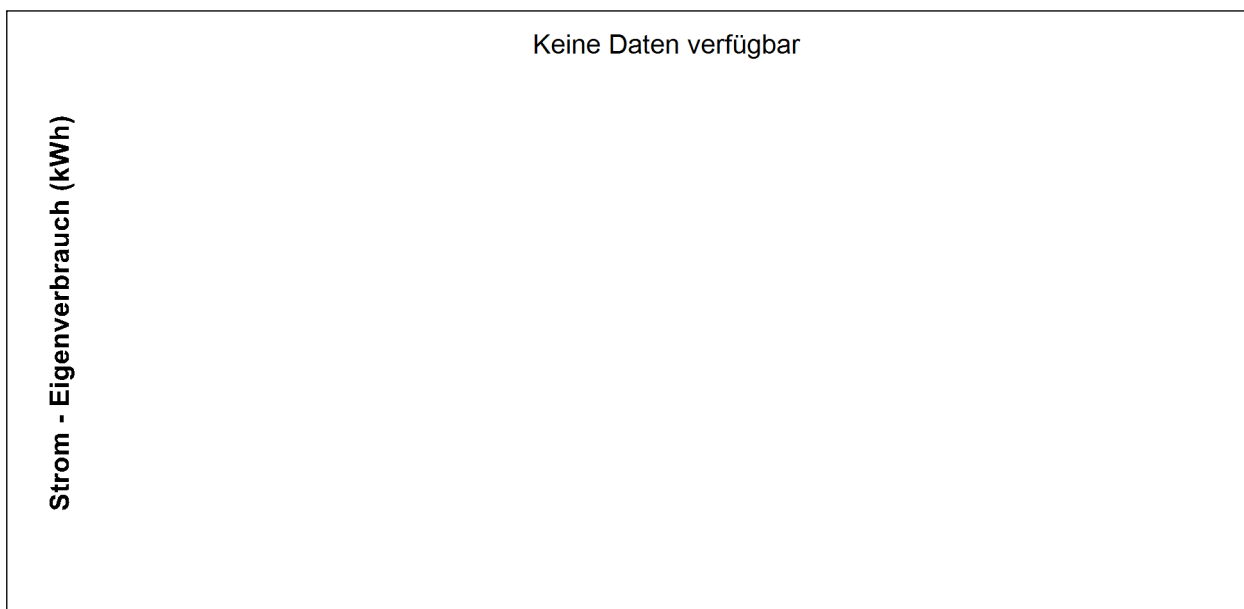 Keine Daten verfügbar
Strom - Eigenverbrauch (kWh)